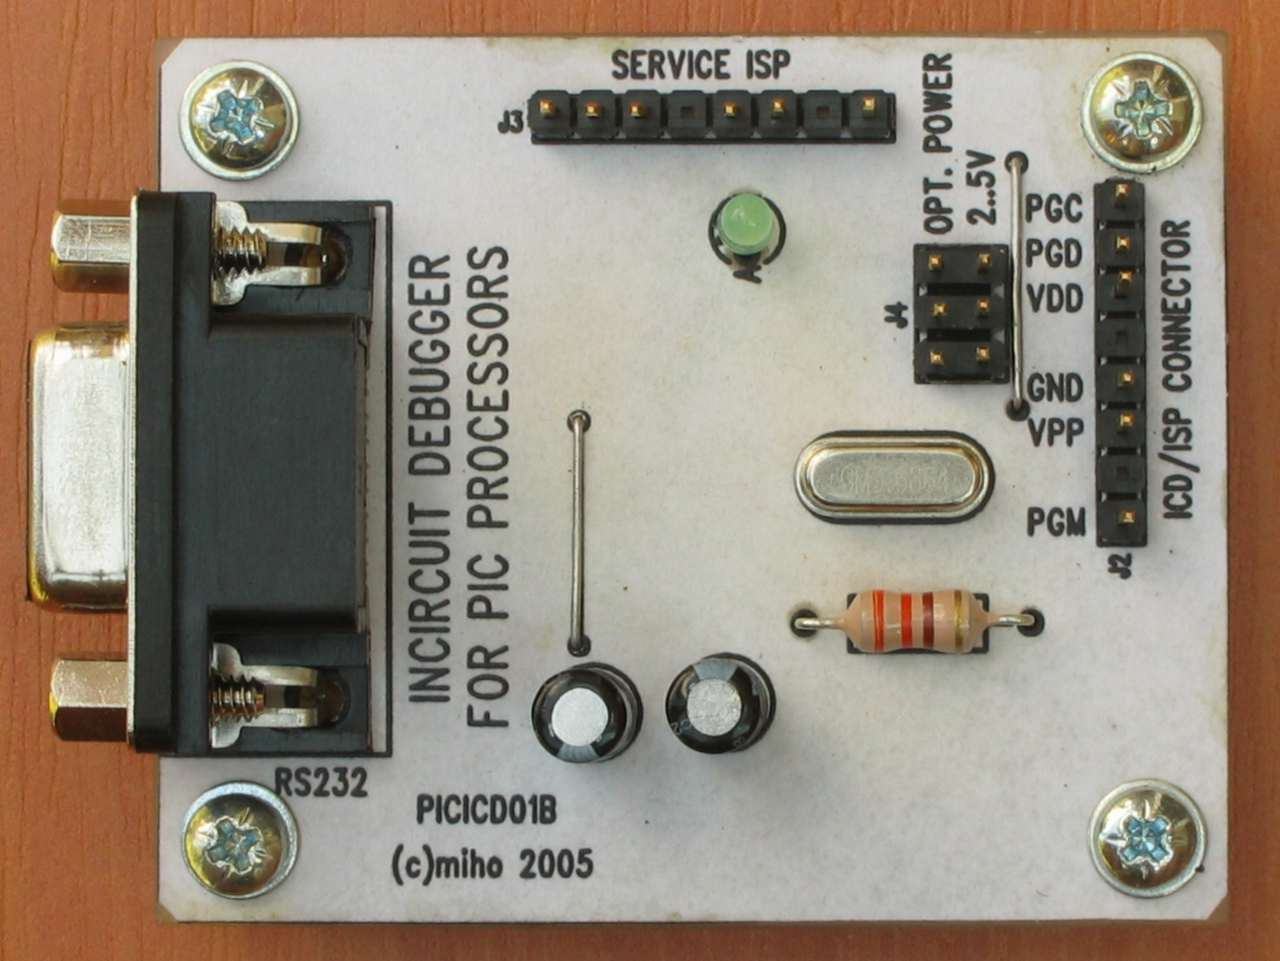 SERVICE ISP
J3
OPT. POWER
2..5V
PGC
PGD
VDD
GND
VPP
PGM
J4
ICD/ISP CONNECTOR
J2
INCIRCUIT DEBUGGER
FOR PIC PROCESSORS
RS232
PICICD01B
(c)miho 2005